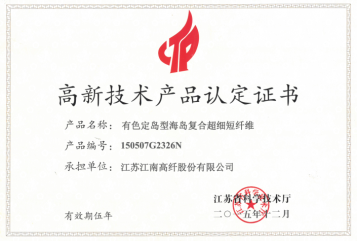 高新技术产品认定证书
产品名称：有色定岛型海岛复合超细短纤维
产品编号：150507G2326N
承担单位：江苏江南高纤股份有限公司
江苏省科学技术厅
有效期伍年
二〇一五年十二月